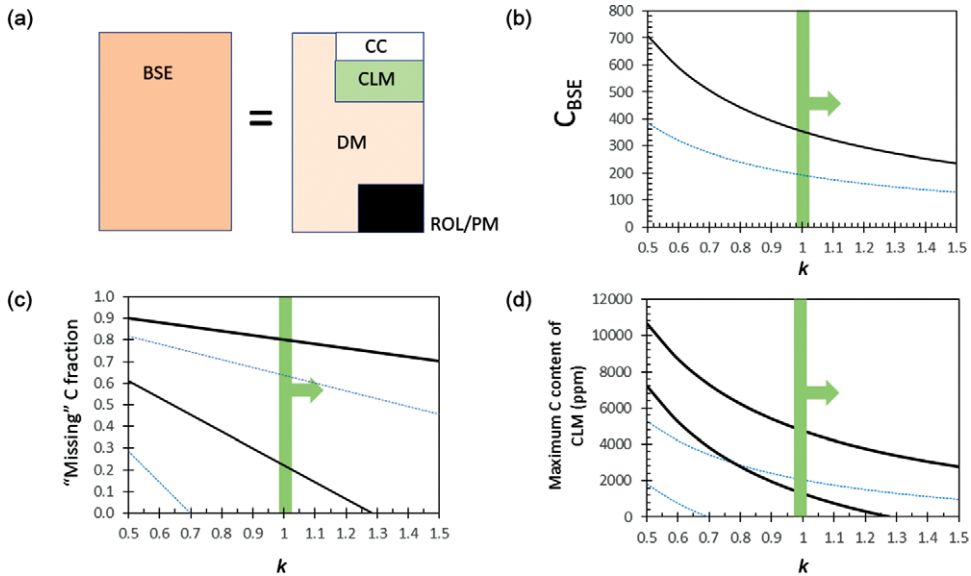 (a)
BSE
=
CC
CLM
DM
ROL/PM
(b)
C_BSE
800
700
600
500
400
300
200
100
0
0.5 0.6 0.7 0.8 0.9 1 1.1 1.2 1.3 1.4 1.5
k
(c)
"Missing" C fraction
1.0
0.9
0.8
0.7
0.6
0.5
0.4
0.3
0.2
0.1
0.0
0.5 0.6 0.7 0.8 0.9 1 1.1 1.2 1.3 1.4 1.5
k
(d)
Maximum C content of
CLM (ppm)
12000
10000
8000
6000
4000
2000
0
0.5 0.6 0.7 0.8 0.9 1 1.1 1.2 1.3 1.4 1.5
k